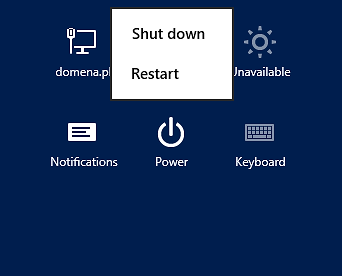 Shut down
Restart
domena.pl
Unavailable
Notifications
Power
Keyboard